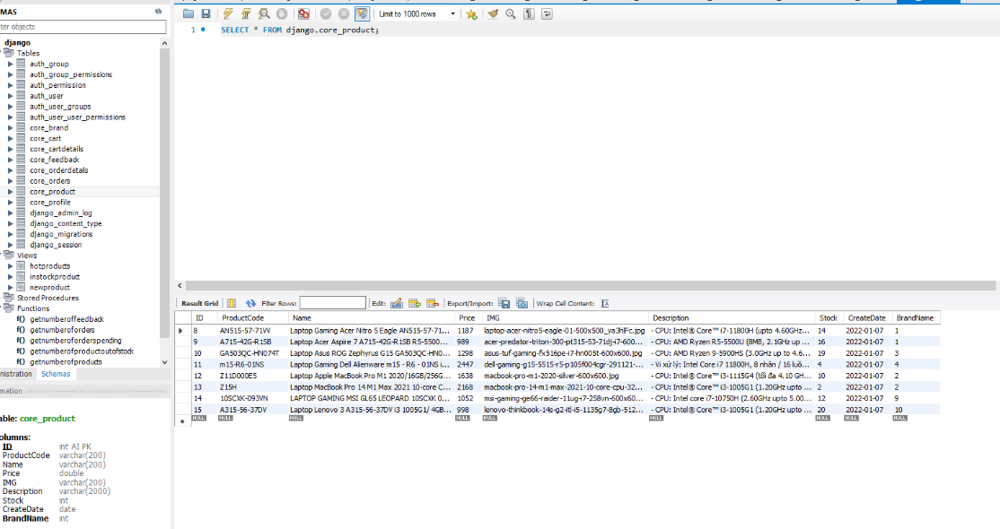 MAS
ter objects
django
Tables
auth_group
auth_group_permissions
auth_permission
auth_user
auth_user_groups
auth_user_user_permissions
core_brand
core_cart
core_cartdetails
core_feedback
core_orderdetails
core_orders
core_product
core_profile
django_admin_log
django_content_type
django_migrations
django_session
Views
hotproducts
instockproduct
newproduct
Stored Procedures
Functions
f() getnumberoffeedback
f() getnumberoforders
f() getnumberoforderspending
f() getnumberofproductoutofstock
f() getnumberofproducts
nistration Schemas
mation
able: core_product
olumns:
ID int AI PK
ProductCode varchar(200)
Name varchar(200)
Price double
IMG varchar(200)
Description varchar(2000)
Stock int
CreateDate date
BrandName int
Limit to 1000 rows
1 SELECT * FROM django.core_product;
Result Grid Filter Rows: Edit: Export/Import: Wrap Cell Content:
ID ProductCode Name Price IMG Description Stock CreateDate BrandName
8 AN515-57-71VV Laptop Gaming Acer Nitro 5 Eagle AN515-57-71... 1187 laptop-acer-nitro5-eagle-01-500x500_ya3hlFc.jpg - CPU: Intel® Core™ i7-11800H (upto 4.60GHz... 14 2022-01-07 1
9 A715-42G-R1SB Laptop Acer Aspire 7 A715-42G-R1SB R5-5500... 989 acer-predator-triton-300-pt315-53-71dj-i7-600... - CPU: AMD Ryzen R5-5500U (8MB, 2.1GHz up ... 16 2022-01-07 1
10 GA503QC-HN074T Laptop Asus ROG Zephyrus G15 GA503QC-HN0... 1298 asus-tuf-gaming-fx516pe-i7-hn005t-600x600.jpg - CPU: AMD Ryzen 9-5900HS (3.0GHz up to 4.6... 19 2022-01-07 3
11 m15-R6-01NS Laptop Gaming Dell Alienware m15 - R6 - 01NS i... 2447 dell-gaming-g15-5515-r5-p105f004cgr-291121-... - Vi xử lý: Intel Core i7 11800H, 8 nhân / 16 luồ... 4 2022-01-07 4
12 Z11D000E5 Laptop Apple MacBook Pro M1 2020/16GB/256G... 1638 macbook-pro-m1-2020-silver-600x600.jpg - CPU: Intel® Core™ i3-1115G4 (tối đa 4.10 GH... 10 2022-01-07 2
13 Z15H Laptop MacBook Pro 14 M1 Max 2021 10-core C... 2168 macbook-pro-14-m1-max-2021-10-core-cpu-32... - CPU: Intel® Core™ i3-1005G1 (1.20GHz upto ... 2 2022-01-07 2
14 10SCXK-093VN LAPTOP GAMING MSI GL65 LEOPARD 10SCXK 0... 1052 msi-gaming-ge66-raider-11ug-i7-258vn-600x60... - CPU: Intel core i7-10750H (2.60GHz upto 5.00... 12 2022-01-07 9
15 A315-56-37DV Laptop Lenovo 3 A315-56-37DV i3 1005G1/ 4GB... 998 lenovo-thinkbook-14s-g2-itl-i5-1135g7-8gb-512... - CPU: Intel® Core™ i3-1005G1 (1.20GHz upto ... 20 2022-01-07 10
NULL NULL NULL NULL NULL NULL NULL NULL NULL